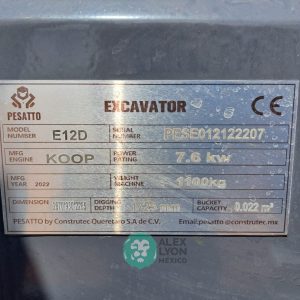 PESATTO
EXCAVATOR
CE
MODEL NUMBER E12D
SERIAL NUMBER PESE012122207
MFG ENGINE KOOP
POWER RATING 7.6 kw
MFG YEAR 2022
WEIGHT MACHINE 1100kg
DIMENSION
DIGGING DEPTH mm
BUCKET CAPACITY 0.022 m³
PESATTO by Construtec Queretaro S.A de C.V.
Email:pesatto@construtec.mx
ALEX LYON
MEXICO